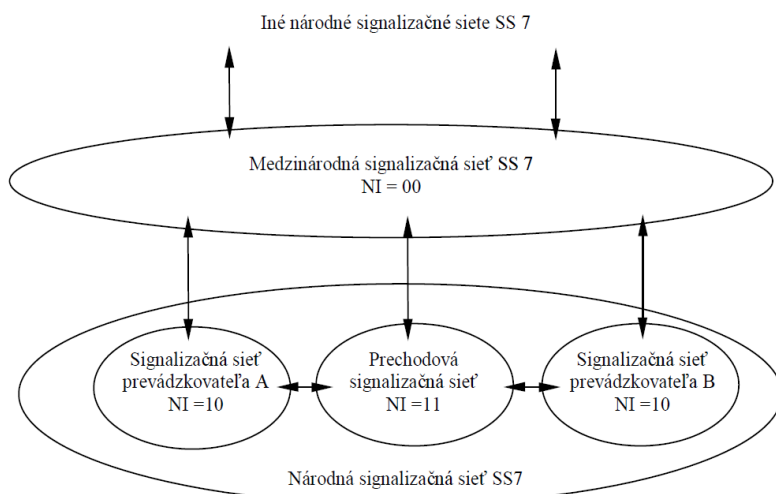 Iné národné signalizačné siete SS 7
Medzinárodná signalizačná sieť SS 7
NI = 00
Signalizačná sieť
prevádzkovateľa A
NI =10
Prechodová
signalizačná sieť
NI =11
Signalizačná sieť
prevádzkovateľa B
NI =10
Národná signalizačná sieť SS7